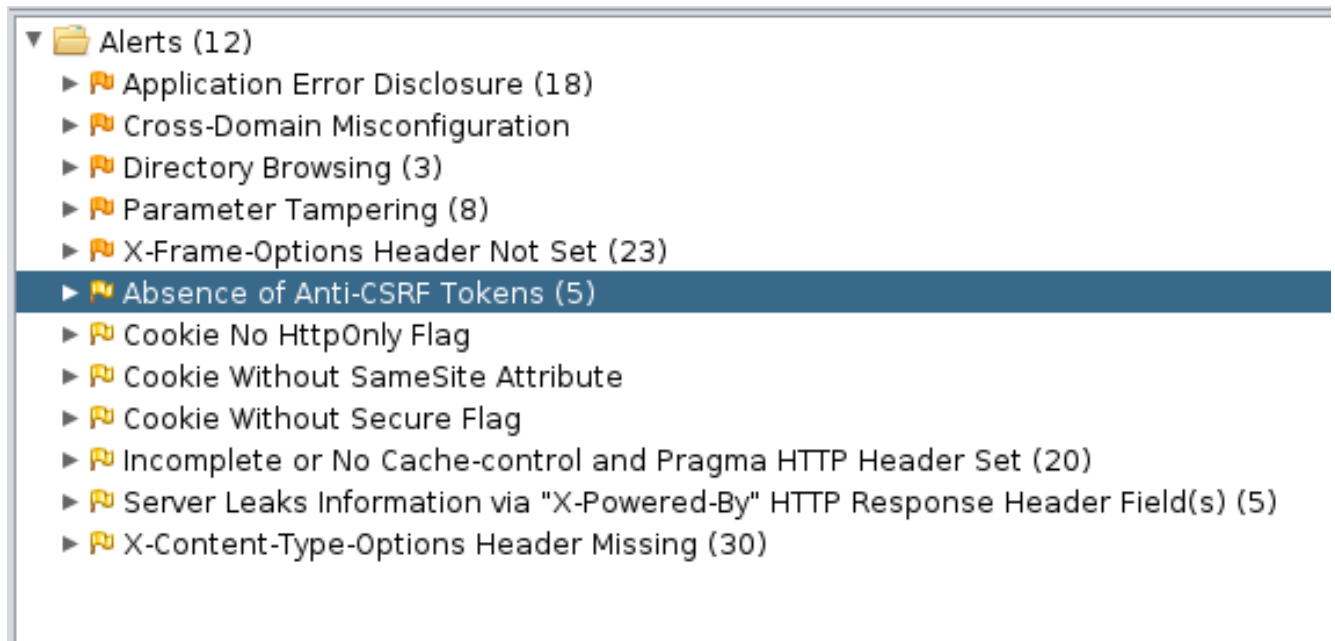 Alerts (12)
Application Error Disclosure (18)
Cross-Domain Misconfiguration
Directory Browsing (3)
Parameter Tampering (8)
X-Frame-Options Header Not Set (23)
Absence of Anti-CSRF Tokens (5)
Cookie No HttpOnly Flag
Cookie Without SameSite Attribute
Cookie Without Secure Flag
Incomplete or No Cache-control and Pragma HTTP Header Set (20)
Server Leaks Information via "X-Powered-By" HTTP Response Header Field(s) (5)
X-Content-Type-Options Header Missing (30)